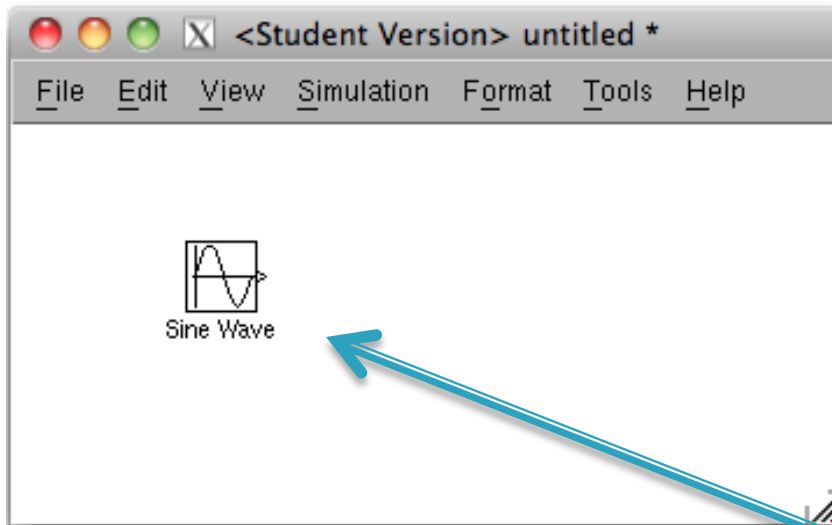 <Student Version> untitled *
File Edit View Simulation Format Tools Help
Sine Wave